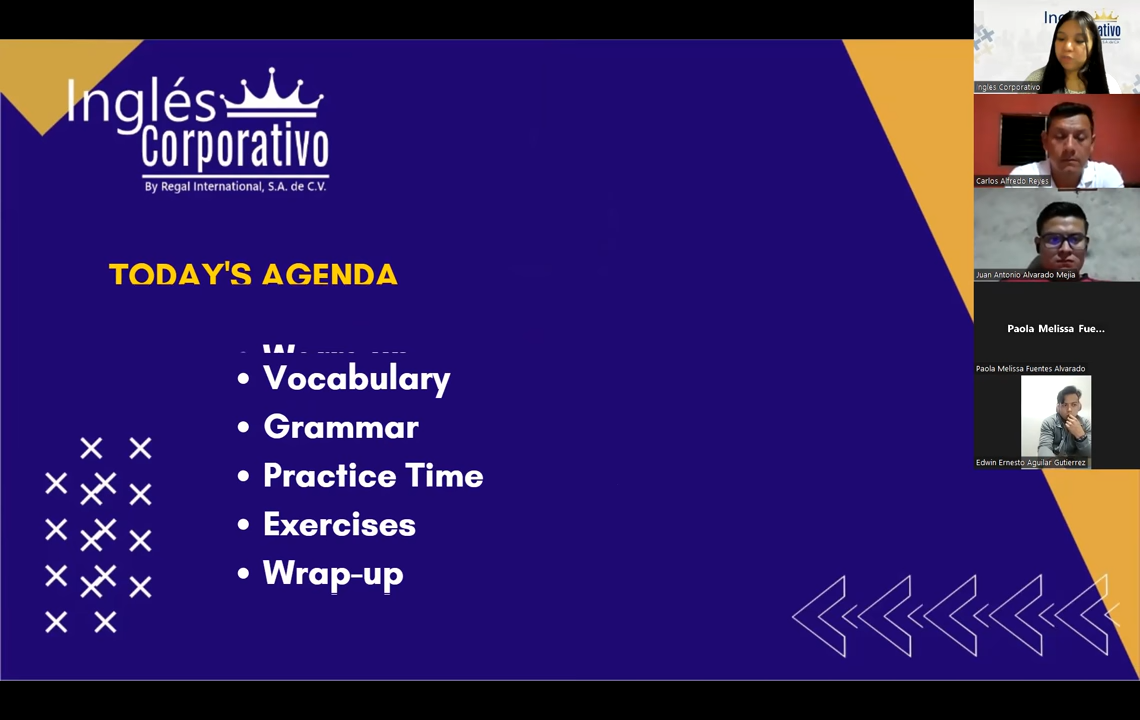 Inglés
Corporativo
By Regal International, S.A. de C.V.
TODAY'S AGENDA
• Vocabulary
• Grammar
• Practice Time
• Exercises
• Wrap-up
Ingles Corporativo
Carlos Alfredo Reyes
Juan Antonio Alvarado Mejia
Paola Melissa Fue...
Paola Melissa Fuentes Alvarado
Edwin Ernesto Aguilar Gutierrez